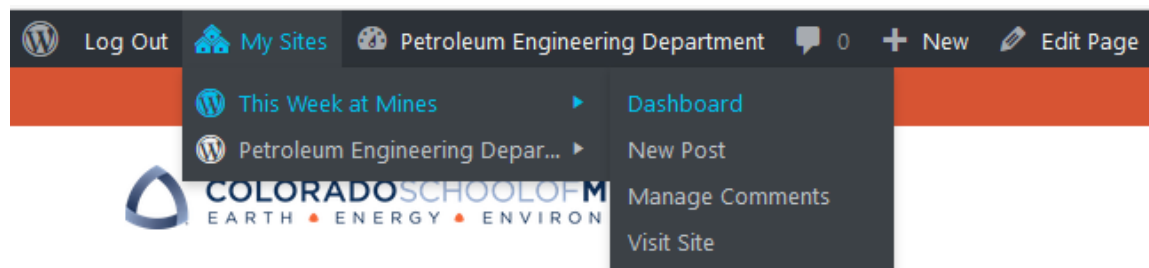 Log Out My Sites Petroleum Engineering Department 0 + New Edit Page
This Week at Mines Dashboard
Petroleum Engineering Depar... New Post
COLORADOSCHOOLOFM Manage Comments
EARTH • ENERGY • ENVIRON
Visit Site